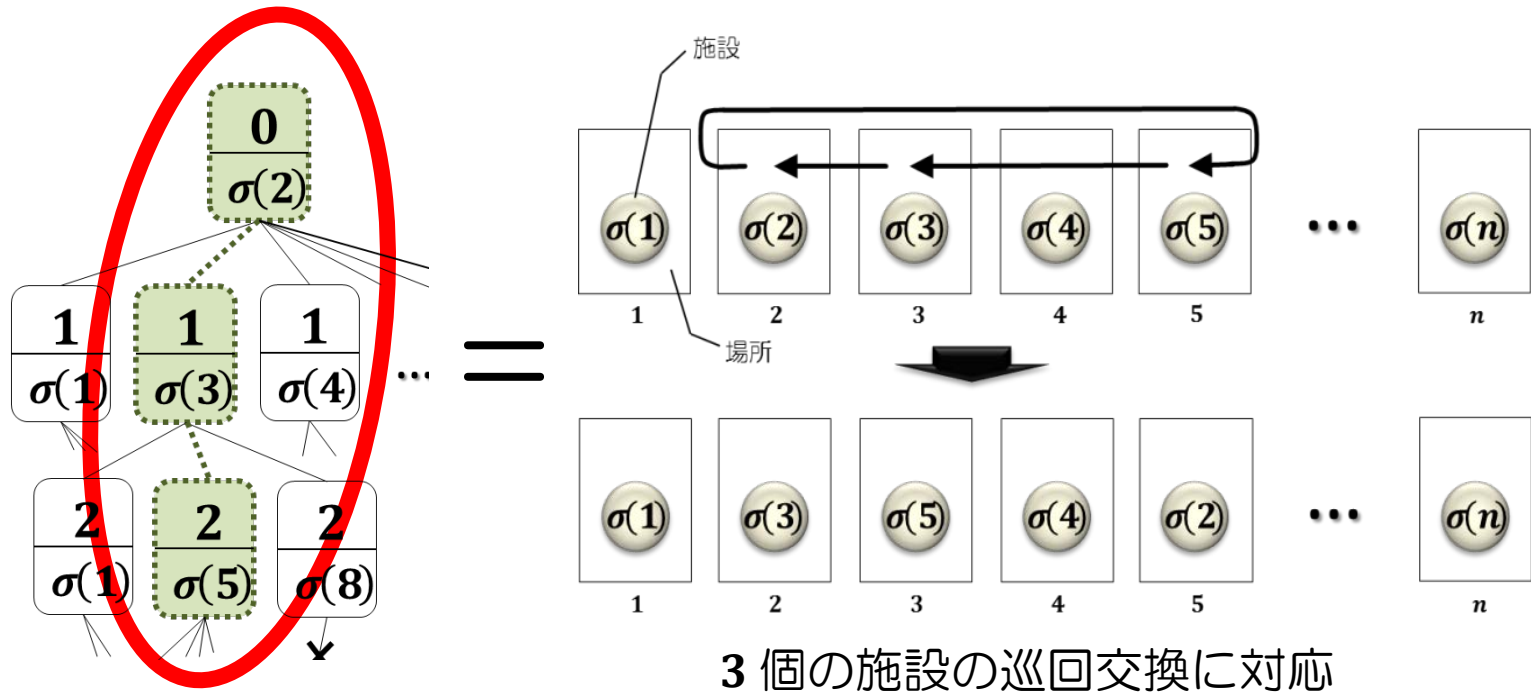 0
σ(2)
1 1 1
σ(1) σ(3) σ(4) ...
2 2 2
σ(1) σ(5) σ(8)
=
施設
σ(1) σ(2) σ(3) σ(4) σ(5) ... σ(n)
1 2 3 4 5 n
場所
σ(1) σ(3) σ(5) σ(4) σ(2) ... σ(n)
1 2 3 4 5 n
3 個の施設の巡回交換に対応